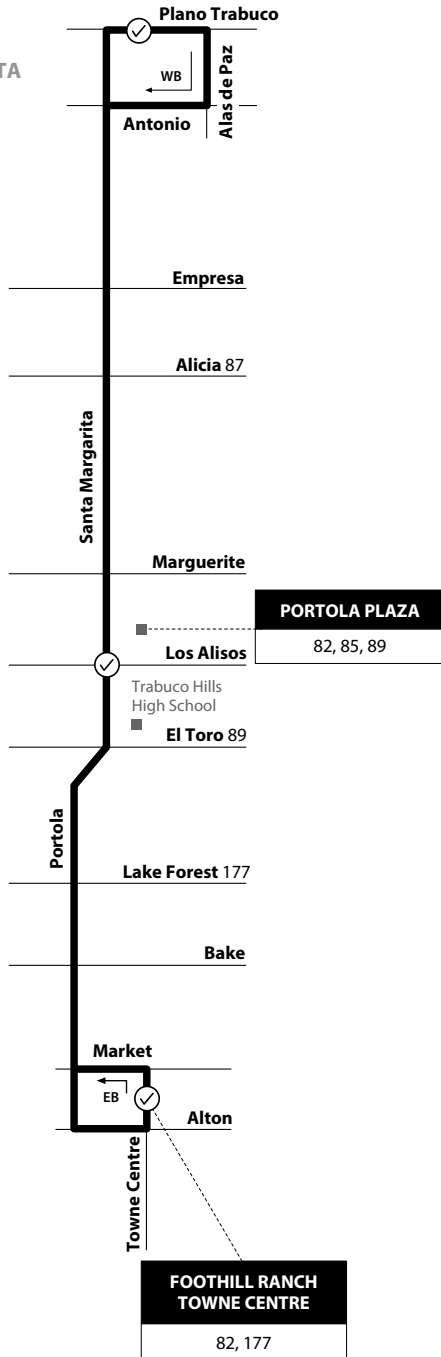 Plano Trabuco
TA
WB
Alas de Paz
Antonio
Empresa
Alicia 87
Santa Margarita
Marguerite
PORTOLA PLAZA
82, 85, 89
Los Alisos
Trabuco Hills
High School
El Toro 89
Portola
Lake Forest 177
Bake
Market
EB
Alton
Towne Centre
FOOTHILL RANCH
TOWNE CENTRE
82, 177